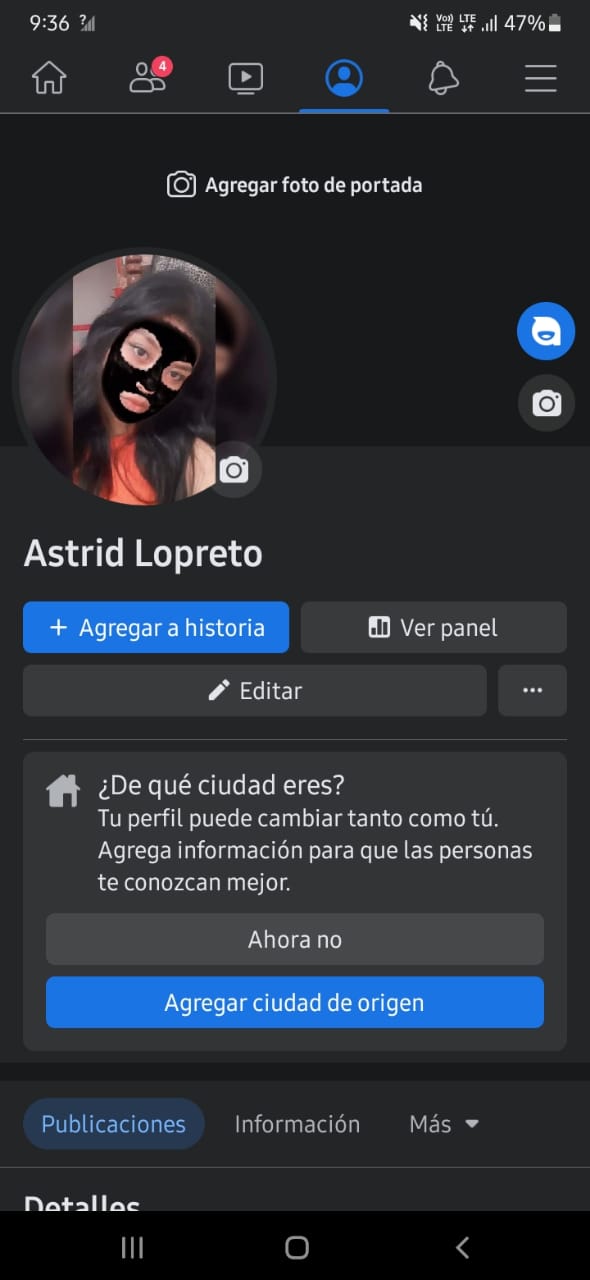 9:36
Vo)) LTE
LTE
47%
4
Agregar foto de portada
Astrid Lopreto
+ Agregar a historia
Ver panel
Editar
¿De qué ciudad eres?
Tu perfil puede cambiar tanto como tú.
Agrega información para que las personas
te conozcan mejor.
Ahora no
Agregar ciudad de origen
Publicaciones
Información
Más
Detalles